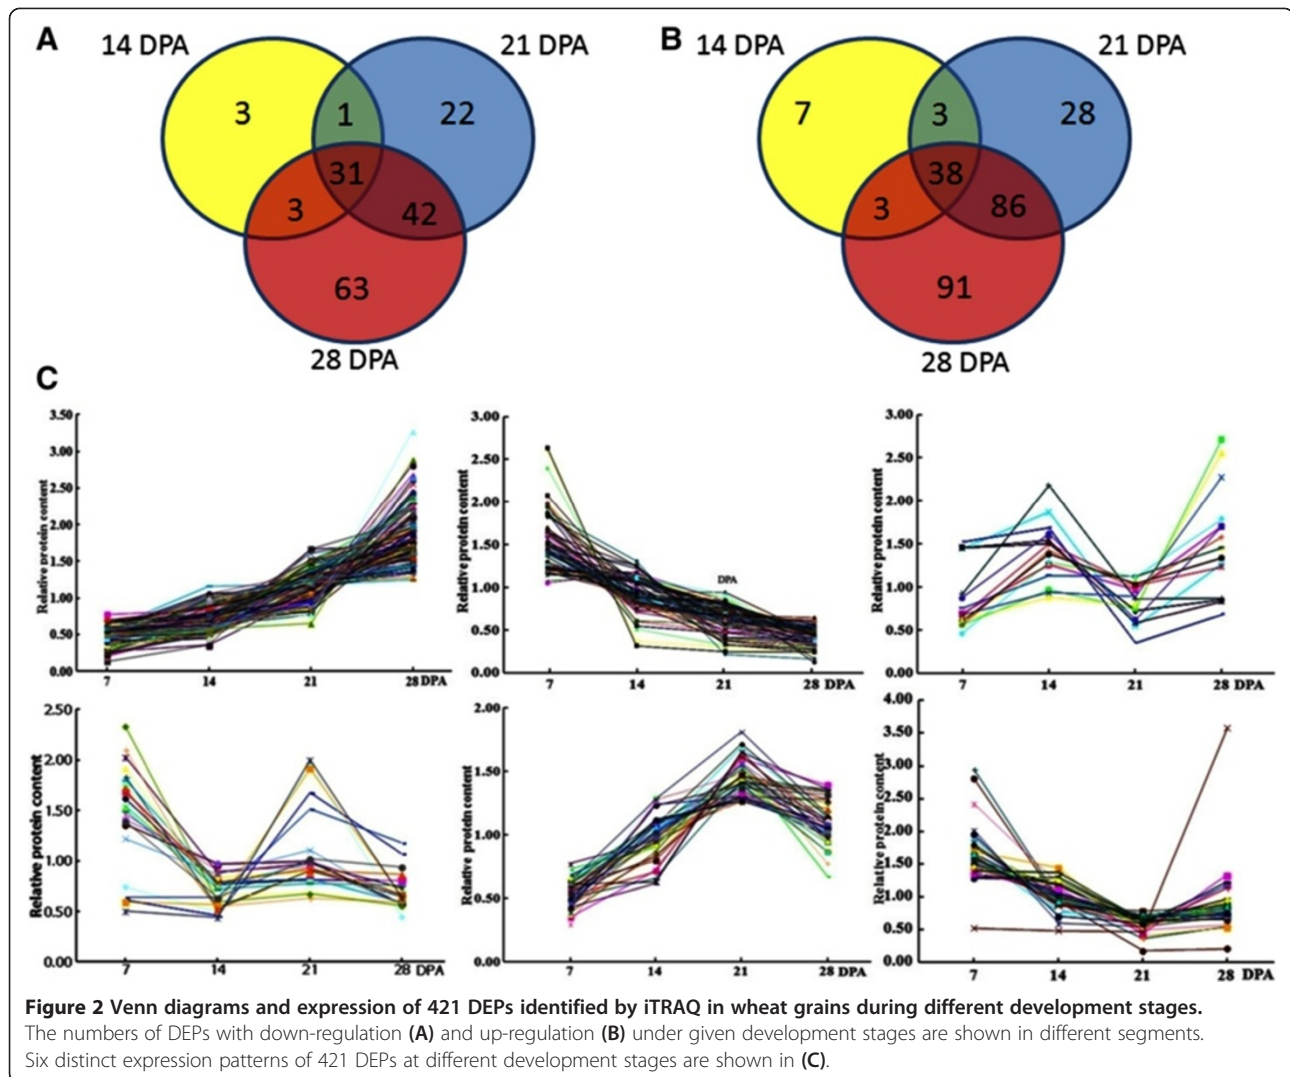 A
14 DPA
21 DPA
3
1
22
31
3
42
63
28 DPA
B
14 DPA
21 DPA
7
3
28
38
3
86
91
28 DPA
C
Relative protein content
3.50
3.00
2.50
2.00
1.50
1.00
0.50
0.00
7 14 21 28 DPA
Relative protein content
3.00
2.50
2.00
1.50
1.00
0.50
0.00
DPA
7 14 21 28 DPA
Relative protein content
3.00
2.50
2.00
1.50
1.00
0.50
0.00
7 14 21 28 DPA
Relative protein content
2.50
2.00
1.50
1.00
0.50
0.00
7 14 21 28 DPA
Relative protein content
2.00
1.50
1.00
0.50
0.00
7 14 21 28 DPA
Relative protein content
4.00
3.50
3.00
2.50
2.00
1.50
1.00
0.50
0.00
7 14 21 28 DPA
Figure 2 Venn diagrams and expression of 421 DEPs identified by iTRAQ in wheat grains during different development stages.
The numbers of DEPs with down-regulation (A) and up-regulation (B) under given development stages are shown in different segments.
Six distinct expression patterns of 421 DEPs at different development stages are shown in (C).